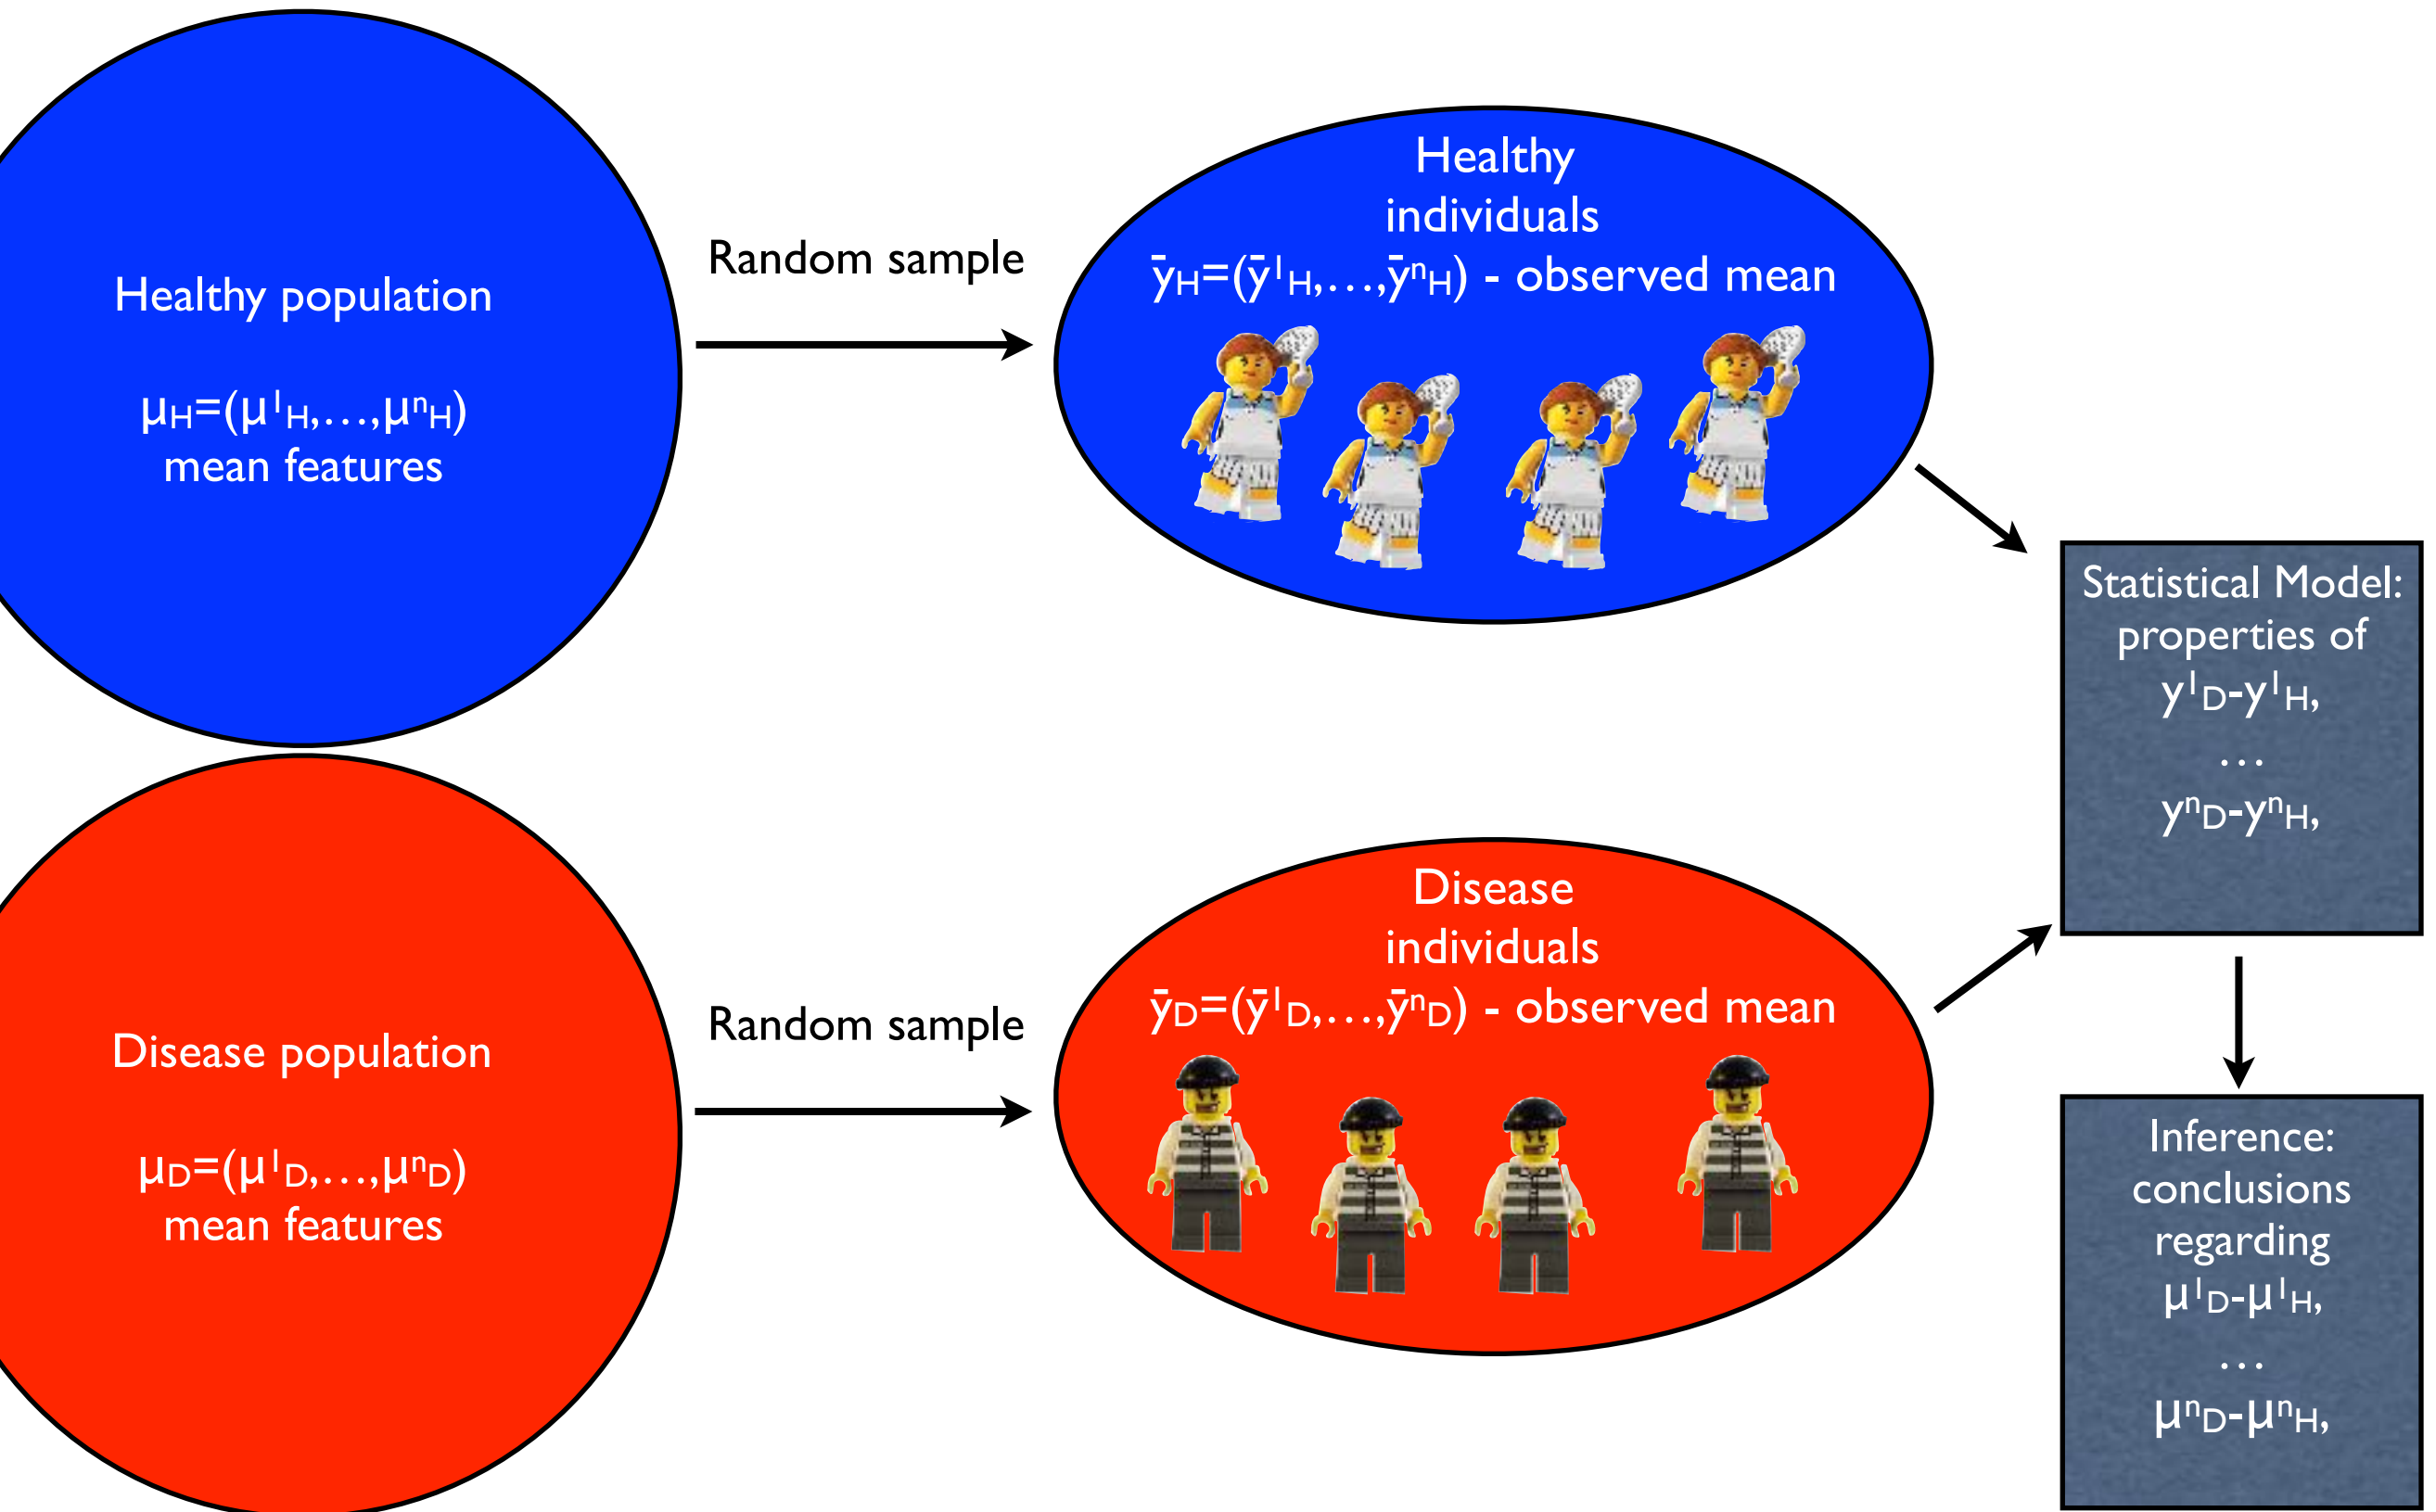 Healthy population
μH=(μ¹H,…,μⁿH)
mean features
Random sample
Healthy
individuals
ȳH=(ȳ¹H,…,ȳⁿH) - observed mean
Statistical Model:
properties of
y¹D-y¹H,
…
yⁿD-yⁿH,
Disease population
μD=(μ¹D,…,μⁿD)
mean features
Random sample
Disease
individuals
ȳD=(ȳ¹D,…,ȳⁿD) - observed mean
Inference:
conclusions
regarding
μ¹D-μ¹H,
…
μⁿD-μⁿH,